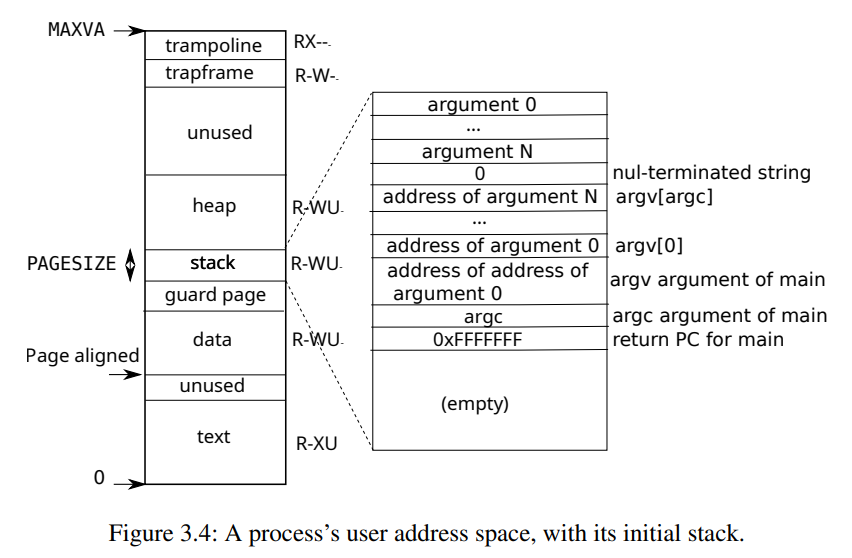 MAXVA
trampoline RX--
trapframe R-W-
unused
heap R-WU
PAGESIZE stack R-WU
guard page
data R-WU
Page aligned
unused
text R-XU
0
argument 0
...
argument N
0 nul-terminated string
address of argument N argv[argc]
...
address of argument 0 argv[0]
address of address of
argument 0 argv argument of main
argc argc argument of main
0xFFFFFFF return PC for main
(empty)
Figure 3.4: A process's user address space, with its initial stack.